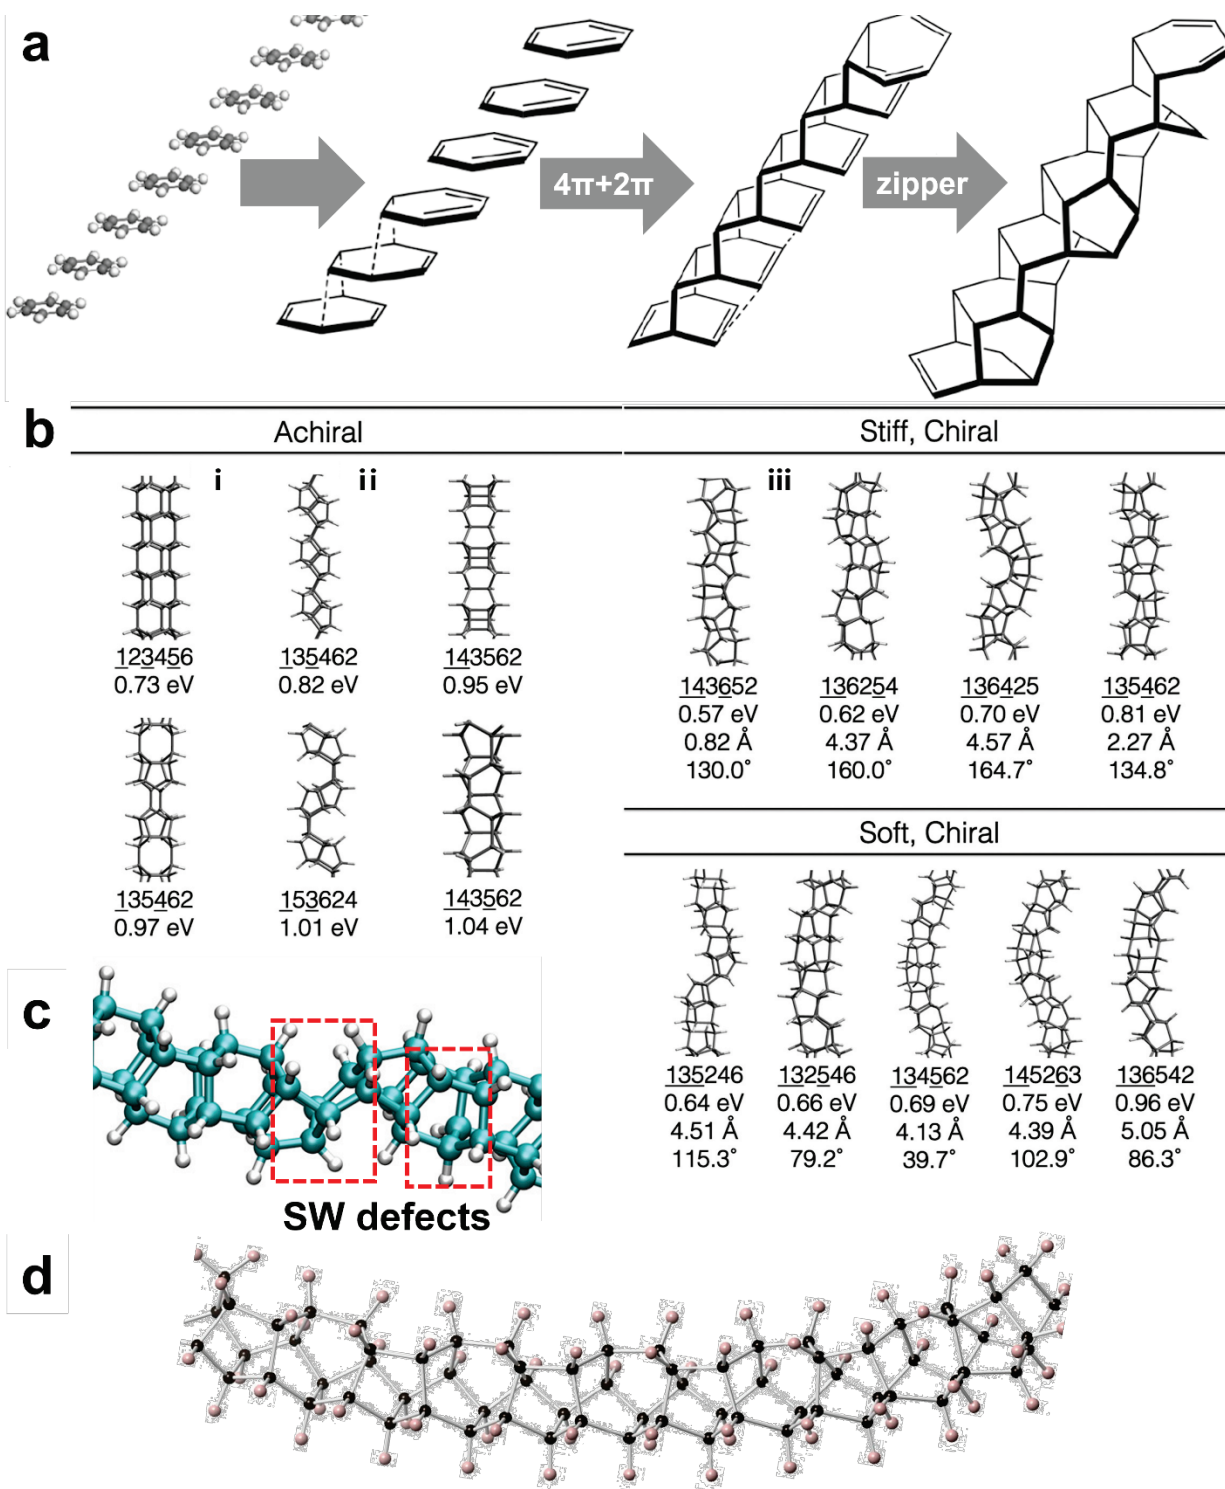 a
4π+2π
zipper
b
Achiral
i
ii
123456
0.73 eV
135462
0.82 eV
143562
0.95 eV
135462
0.97 eV
153624
1.01 eV
143562
1.04 eV
Stiff, Chiral
iii
143652
0.57 eV
0.82 Å
130.0°
136254
0.62 eV
4.37 Å
160.0°
136425
0.70 eV
4.57 Å
164.7°
135462
0.81 eV
2.27 Å
134.8°
Soft, Chiral
135246
0.64 eV
4.51 Å
115.3°
132546
0.66 eV
4.42 Å
79.2°
134562
0.69 eV
4.13 Å
39.7°
145263
0.75 eV
4.39 Å
102.9°
136542
0.96 eV
5.05 Å
86.3°
c
SW defects
d